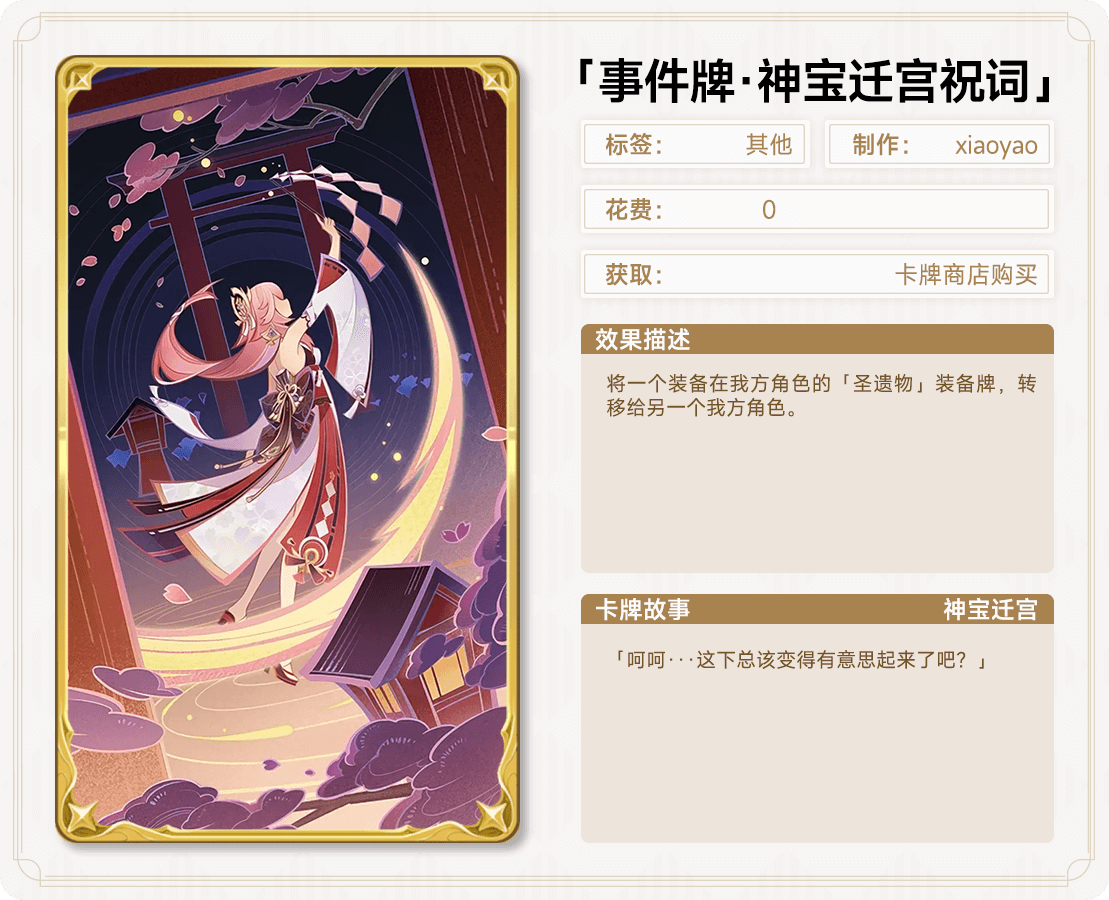 「事件牌·神宝迁宫祝词」
标签： 其他 制作： xiaoyao
花费： 0
获取： 卡牌商店购买
效果描述
将一个装备在我方角色的「圣遗物」装备牌，转
移给另一个我方角色。
卡牌故事 神宝迁宫
「呵呵···这下总该变得有意思起来了吧？」